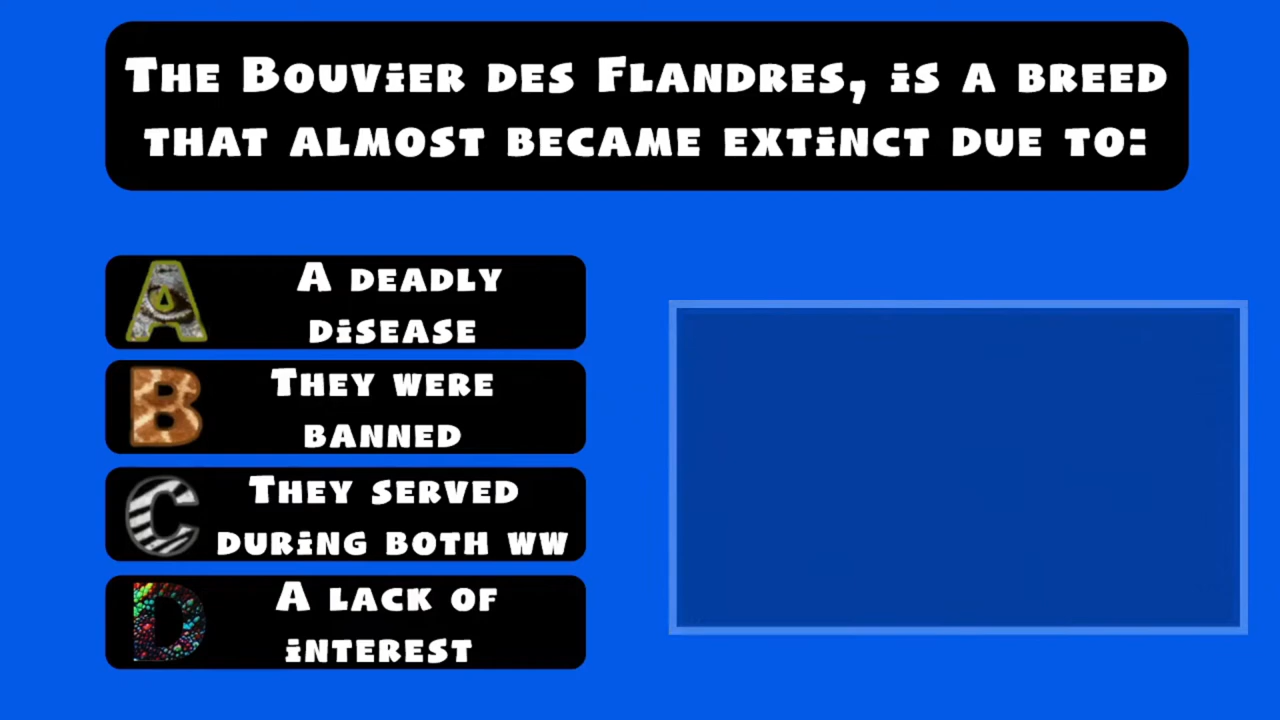 The Bouvier des Flandres, is a breed
that almost became extinct due to:
A A deadly
disease
B They were
banned
C They served
during both ww
D A lack of
interest